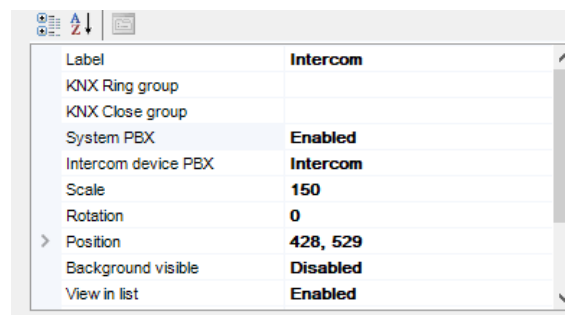 Label Intercom
KNX Ring group
KNX Close group
System PBX Enabled
Intercom device PBX Intercom
Scale 150
Rotation 0
Position 428, 529
Background visible Disabled
View in list Enabled